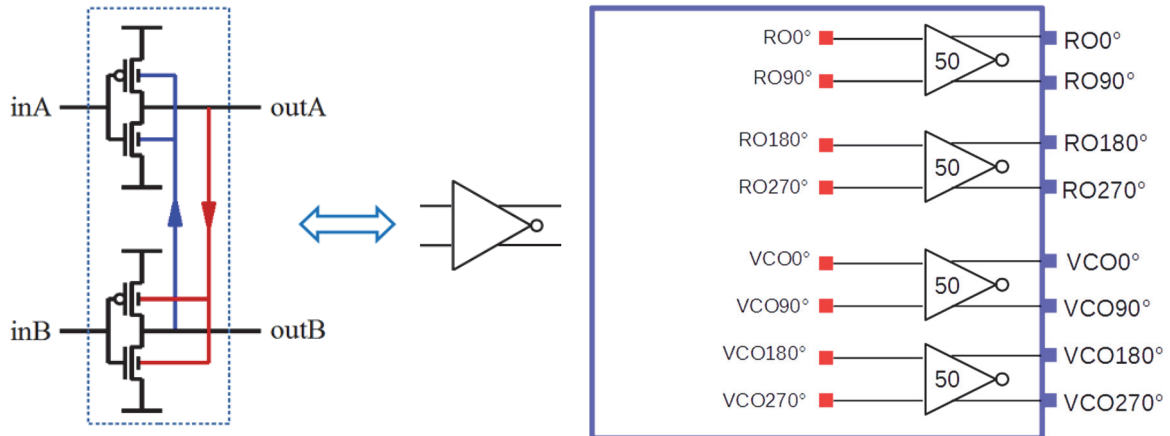 inA
outA
inB
outB
RO0°
50
RO0°
RO90°
RO90°
RO180°
50
RO180°
RO270°
RO270°
VCO0°
50
VCO0°
VCO90°
VCO90°
VCO180°
50
VCO180°
VCO270°
VCO270°